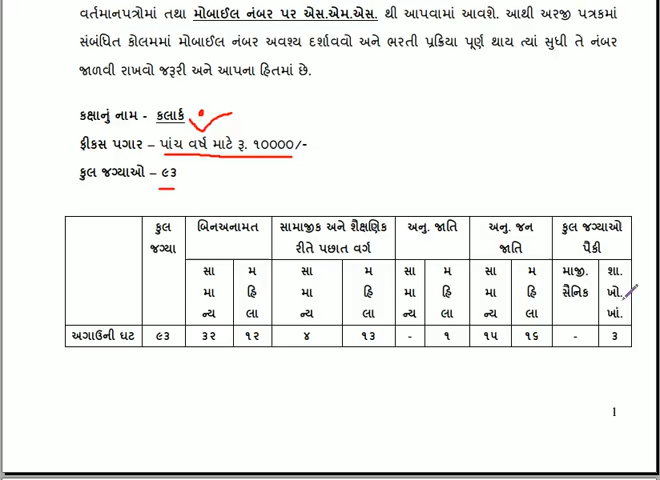 વર્તમાનપત્રોમાં તથા મોબાઈલ નંબર પર એસ.એમ.એસ. થી આપવામાં આવશે. આથી અરજી પત્રકમાં
સંબંધિત કોલમમાં મોબાઈલ નંબર અવશ્ય દર્શાવવો અને ભરતી પ્રક્રિયા પૂર્ણ થાય ત્યાં સુધી તે નંબર
જાળવી રાખવો જરૂરી અને આપના હિતમાં છે.
કક્ષાનું નામ - કલાર્ક
ફીકસ પગાર – પાંચ વર્ષ માટે રૂ. ૧૦૦૦૦/-
કુલ જગ્યાઓ – ૯૩
કુલ જગ્યા બિનઅનામત સામાજીક અને શૈક્ષણિક રીતે પછાત વર્ગ અનુ. જાતિ અનુ. જન જાતિ કુલ જગ્યાઓ પૈકી
સામાન્ય મહિલા સામાન્ય મહિલા સામાન્ય મહિલા સામાન્ય મહિલા માજી. સૈનિક શા. ખો. ખાં.
અગાઉની ઘટ ૯૩ ૩૨ ૧૨ ૪ ૧૩ - ૧ ૧૫ ૧૬ - ૩
1